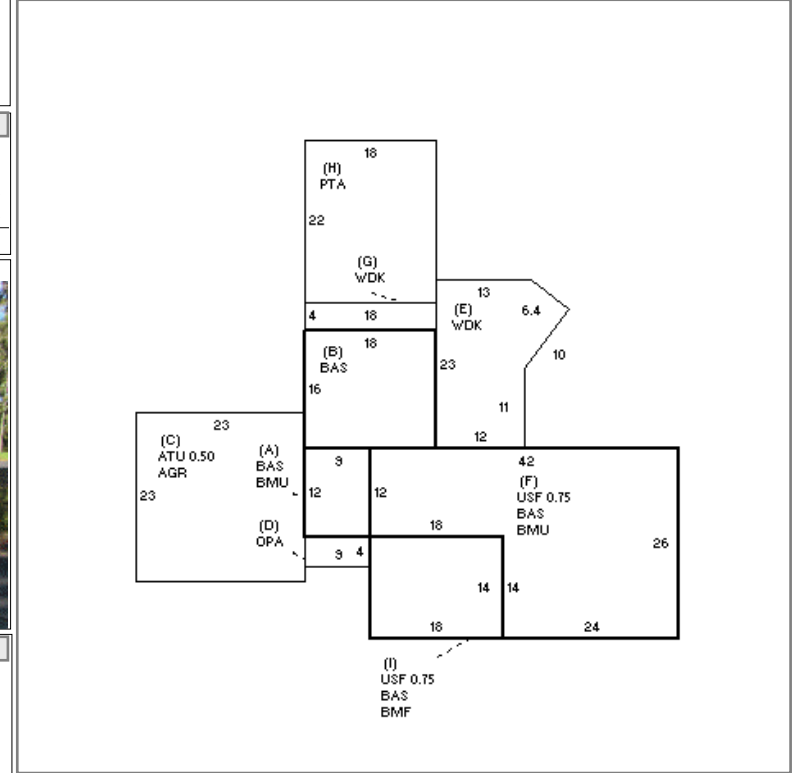 18
(H)
PTA
22
(G)
WDK
13
(E)
WDK
6.4
4
18
18
(B)
BAS
10
23
16
11
23
12
(C)
ATU 0.50
AGR
(A)
BAS
BMU
9
42
(F)
USF 0.75
BAS
BMU
23
12
12
18
(D)
OPA
9
4
26
14
14
18
24
(I)
USF 0.75
BAS
BMF